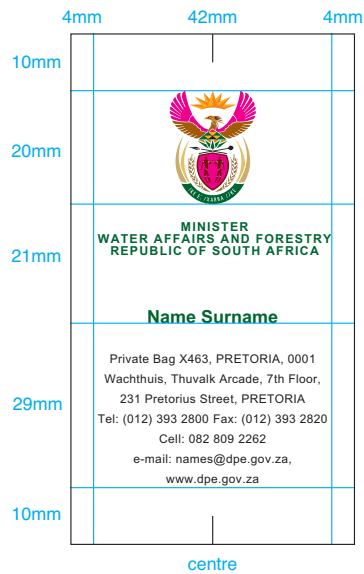 4mm 42mm 4mm
10mm
20mm
MINISTER
WATER AFFAIRS AND FORESTRY
REPUBLIC OF SOUTH AFRICA
21mm
Name Surname
Private Bag X463, PRETORIA, 0001
Wachthuis, Thuvalk Arcade, 7th Floor,
231 Pretorius Street, PRETORIA
29mm
Tel: (012) 393 2800 Fax: (012) 393 2820
Cell: 082 809 2262
e-mail: names@dpe.gov.za,
www.dpe.gov.za
10mm
centre